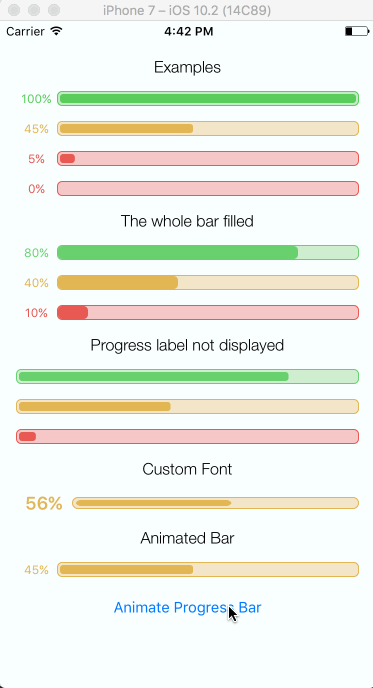 iPhone 7 – iOS 10.2 (14C89)
Carrier 4:42 PM
Examples
100%
45%
5%
0%
The whole bar filled
80%
40%
10%
Progress label not displayed
Custom Font
56%
Animated Bar
45%
Animate Progress Bar